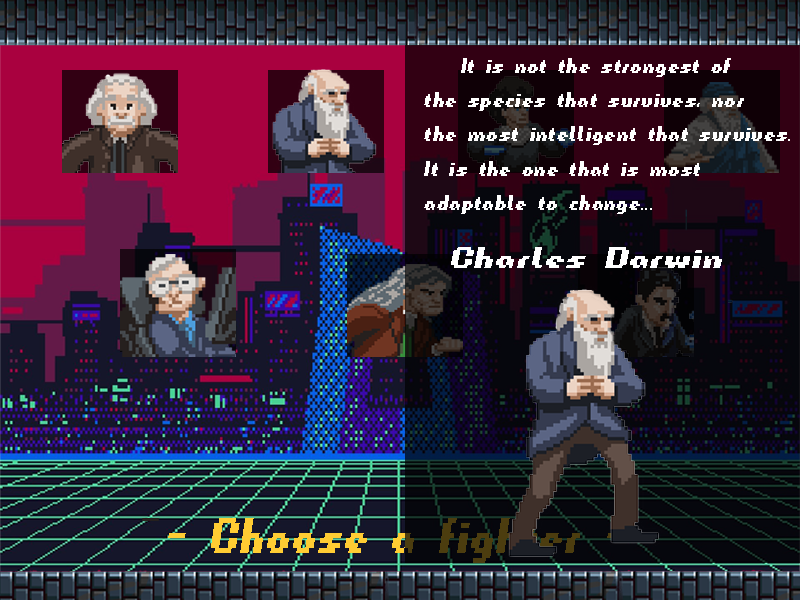 It is not the strongest of
the species that survives, nor
the most intelligent that survives.
It is the one that is most
adaptable to change...
Charles Darwin
- Choose a fighter -